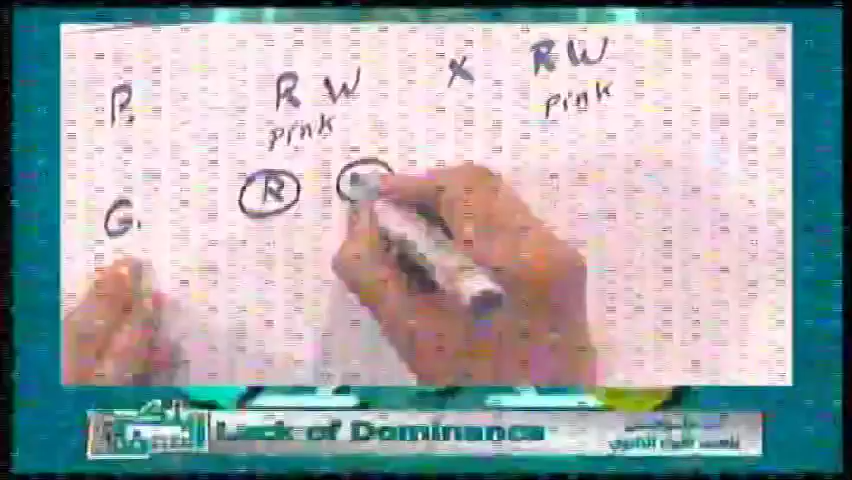 P. RW X RW
pink pink
G. R
Lack of Dominance